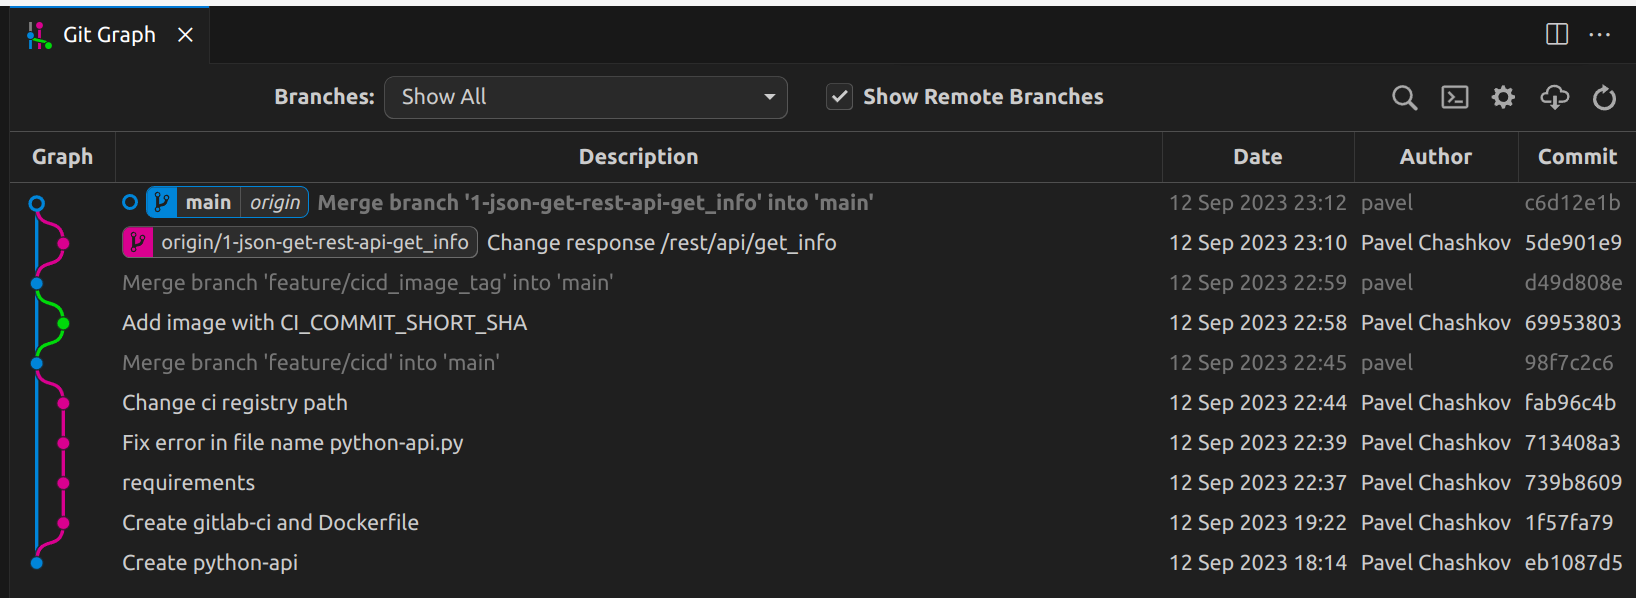 Git Graph
Branches: Show All Show Remote Branches
Graph Description Date Author Commit
main origin Merge branch '1-json-get-rest-api-get_info' into 'main' 12 Sep 2023 23:12 pavel c6d12e1b
origin/1-json-get-rest-api-get_info Change response /rest/api/get_info 12 Sep 2023 23:10 Pavel Chashkov 5de901e9
Merge branch 'feature/cicd_image_tag' into 'main' 12 Sep 2023 22:59 pavel d49d808e
Add image with CI_COMMIT_SHORT_SHA 12 Sep 2023 22:58 Pavel Chashkov 69953803
Merge branch 'feature/cicd' into 'main' 12 Sep 2023 22:45 pavel 98f7c2c6
Change ci registry path 12 Sep 2023 22:44 Pavel Chashkov fab96c4b
Fix error in file name python-api.py 12 Sep 2023 22:39 Pavel Chashkov 713408a3
requirements 12 Sep 2023 22:37 Pavel Chashkov 739b8609
Create gitlab-ci and Dockerfile 12 Sep 2023 19:22 Pavel Chashkov 1f57fa79
Create python-api 12 Sep 2023 18:14 Pavel Chashkov eb1087d5